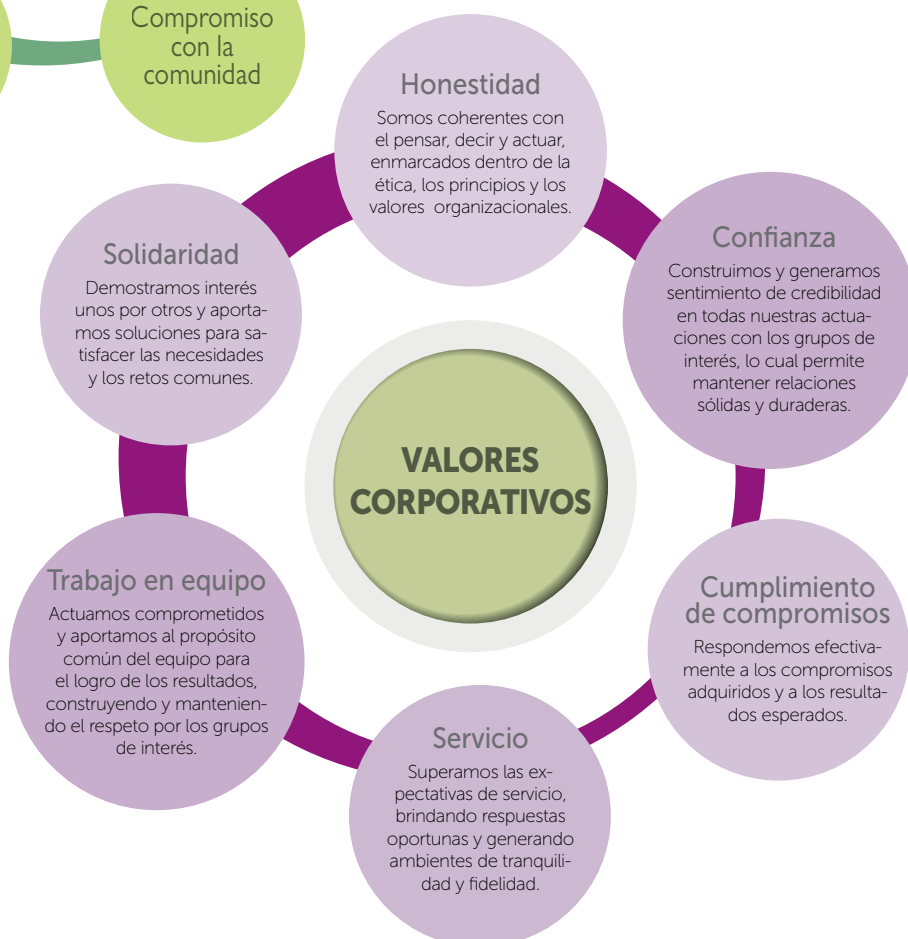 Compromiso
con la
comunidad
Honestidad
Somos coherentes con
el pensar, decir y actuar,
enmarcados dentro de la
ética, los principios y los
valores organizacionales.
Confianza
Construimos y generamos
sentimiento de credibilidad
en todas nuestras actua-
ciones con los grupos de
interés, lo cual permite
mantener relaciones
sólidas y duraderas.
Solidaridad
Demostramos interés
unos por otros y aporta-
mos soluciones para sa-
tisfacer las necesidades
y los retos comunes.
VALORES
CORPORATIVOS
Trabajo en equipo
Actuamos comprometidos
y aportamos al propósito
común del equipo para
el logro de los resultados,
construyendo y mantenien-
do el respeto por los grupos
de interés.
Cumplimiento
de compromisos
Respondemos efectiva-
mente a los compromisos
adquiridos y a los resulta-
dos esperados.
Servicio
Superamos las ex-
pectativas de servicio,
brindando respuestas
oportunas y generando
ambientes de tranquili-
dad y fidelidad.